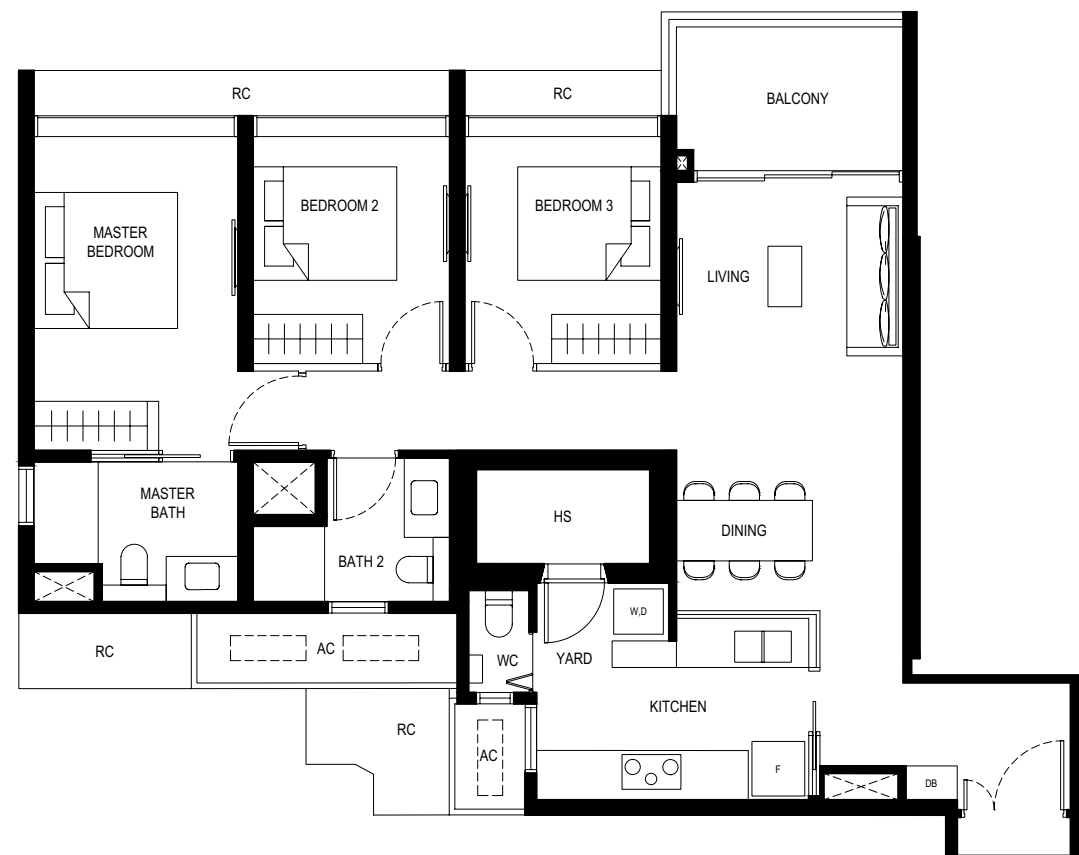 BALCONY
RC
RC
BEDROOM 2
BEDROOM 3
MASTER
BEDROOM
LIVING
MASTER
BATH
HS
DINING
BATH 2
W,D
RC
AC
WC
YARD
KITCHEN
RC
AC
F
DB